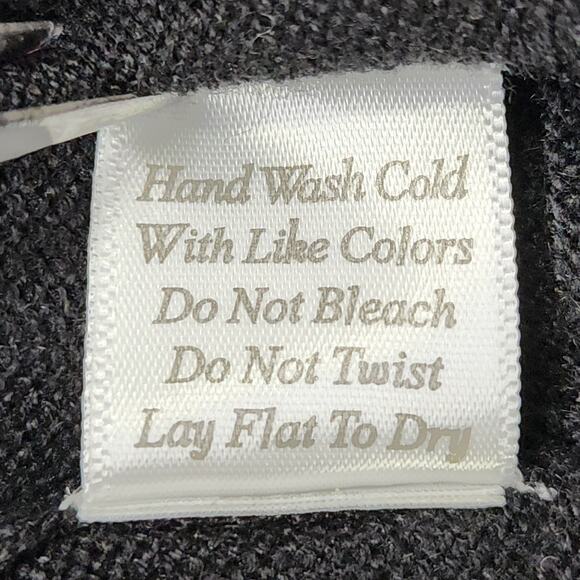 Hand Wash Cold
With Like Colors
Do Not Bleach
Do Not Twist
Lay Flat To Dry